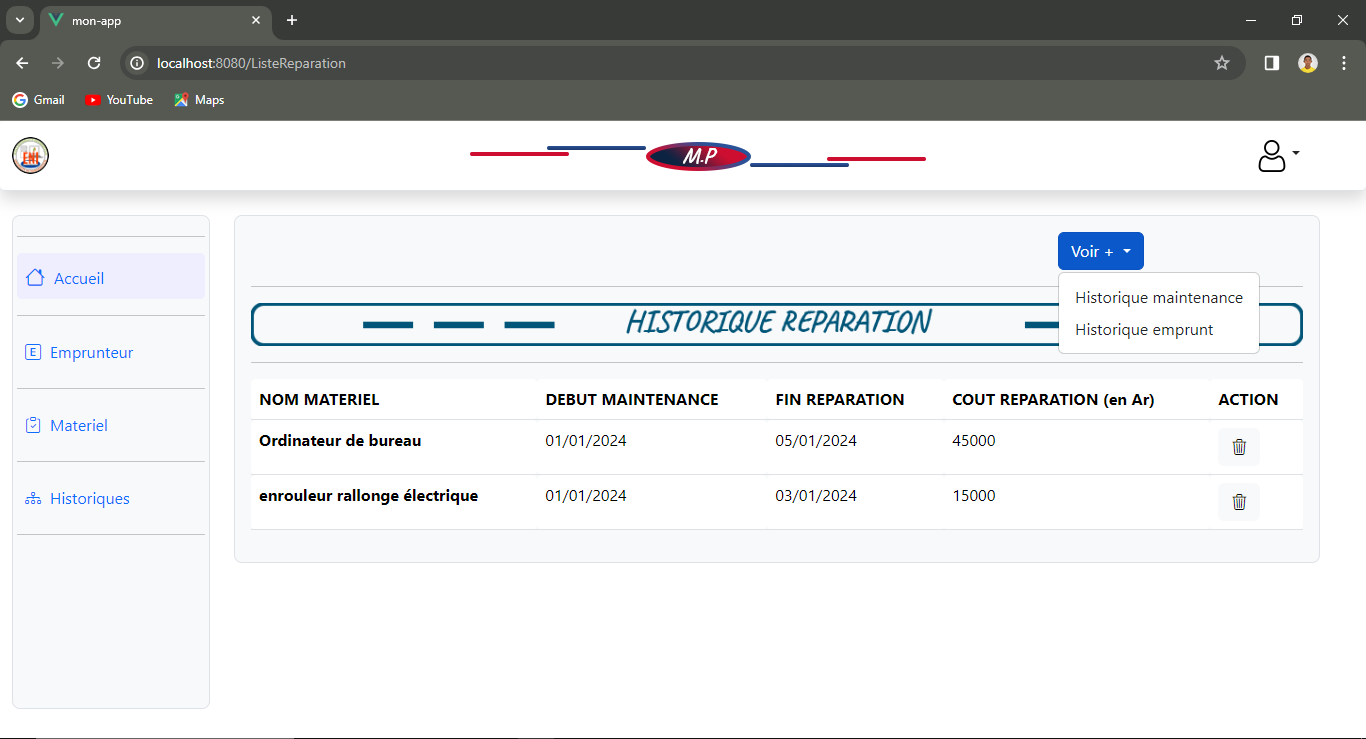 mon-app
localhost:8080/ListeReparation
Gmail YouTube Maps
M.P
Voir +
Historique maintenance
Historique emprunt
Accueil
Emprunteur
Materiel
Historiques
HISTORIQUE REPARATION
NOM MATERIEL DEBUT MAINTENANCE FIN REPARATION COUT REPARATION (en Ar) ACTION
Ordinateur de bureau 01/01/2024 05/01/2024 45000
enrouleur rallonge électrique 01/01/2024 03/01/2024 15000